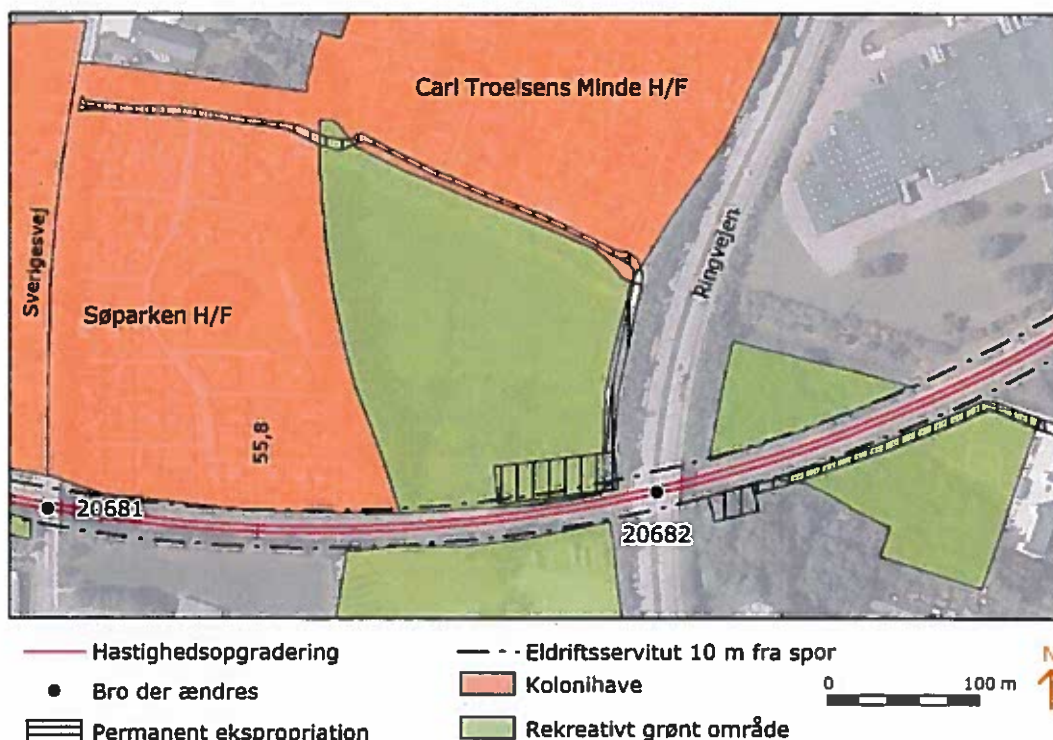 Carl Troelsens Minde H/F
Sverigesvej
Ringvejen
Søparken H/F
55,8
20681
20682
Hastighedsopgradering
Eldriftsservitut 10 m fra spor
N
Bro der ændres
Kolonihave
0 100 m
Permanent ekspropriation
Rekreativt grønt område